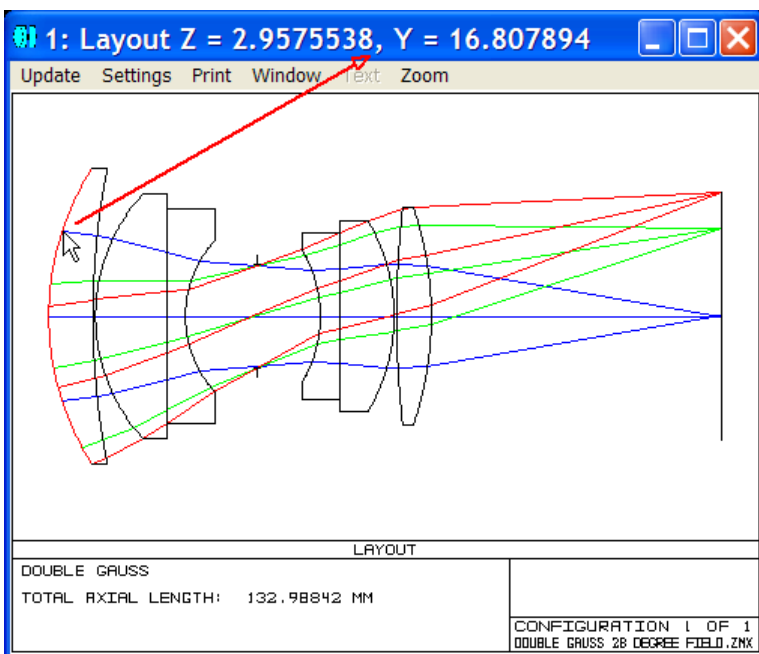 1: Layout Z = 2.9575538, Y = 16.807894
Update Settings Print Window Text Zoom
LAYOUT
DOUBLE GAUSS
TOTAL AXIAL LENGTH: 132.98842 MM
CONFIGURATION 1 OF 1
DOUBLE GAUSS 28 DEGREE FIELD.ZMX